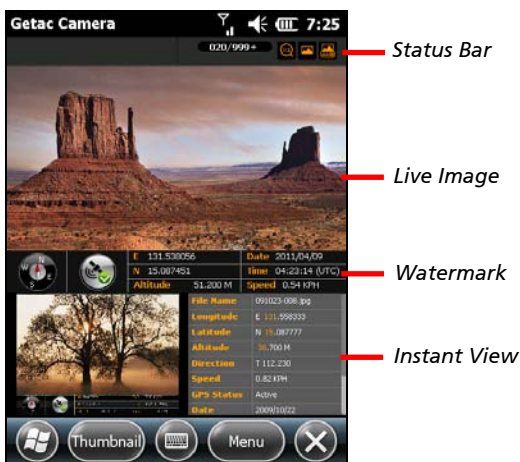 Getac Camera 7:25
020/999+
Status Bar
Live Image
E 131.538056 Date 2011/04/09
N 15.087451 Time 04:23:14 (UTC)
Altitude 51.200 M Speed 0.54 KPH
Watermark
File Name 091023-008.jpg
Longitude E 131.558333
Latitude N 15.087777
Altitude 38.700 M
Direction T 112.230
Speed 0.82 KPH
GPS Status Active
Date 2009/10/22
Instant View
Thumbnail Menu